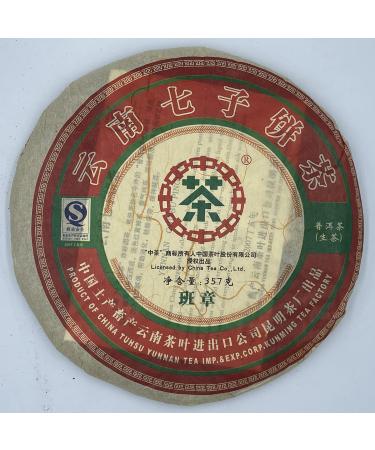 云南七子饼茶
茶
®
"中茶"商标所有人中国茶叶股份有限公司
授权出品
Licensed by China Tea Co.,Ltd.
净含量:357克
班章
普洱茶
(生茶)
中国土产畜产云南茶叶进出口公司昆明茶厂出品
PRODUCT OF CHINA TUHSU YUNNAN TEA IMP.&EXP.CORP.KUNMING TEA FACTORY